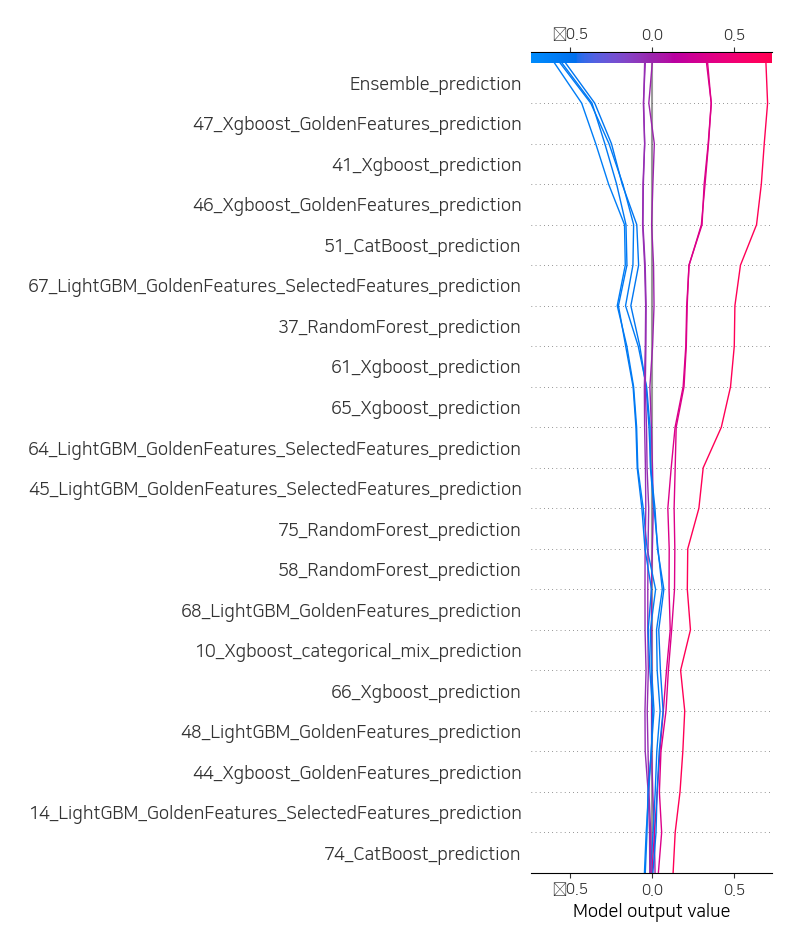 0.5 0.0 0.5
Ensemble_prediction
47_Xgboost_GoldenFeatures_prediction
41_Xgboost_prediction
46_Xgboost_GoldenFeatures_prediction
51_CatBoost_prediction
67_LightGBM_GoldenFeatures_SelectedFeatures_prediction
37_RandomForest_prediction
61_Xgboost_prediction
65_Xgboost_prediction
64_LightGBM_GoldenFeatures_SelectedFeatures_prediction
45_LightGBM_GoldenFeatures_SelectedFeatures_prediction
75_RandomForest_prediction
58_RandomForest_prediction
68_LightGBM_GoldenFeatures_prediction
10_Xgboost_categorical_mix_prediction
66_Xgboost_prediction
48_LightGBM_GoldenFeatures_prediction
44_Xgboost_GoldenFeatures_prediction
14_LightGBM_GoldenFeatures_SelectedFeatures_prediction
74_CatBoost_prediction
0.5 0.0 0.5
Model output value